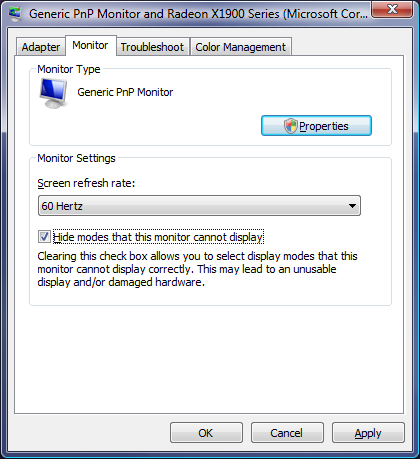 Generic PnP Monitor and Radeon X1900 Series (Microsoft Cor...
Adapter Monitor Troubleshoot Color Management
Monitor Type
Generic PnP Monitor
Properties
Monitor Settings
Screen refresh rate:
60 Hertz
Hide modes that this monitor cannot display
Clearing this check box allows you to select display modes that this
monitor cannot display correctly. This may lead to an unusable
display and/or damaged hardware.
OK Cancel Apply